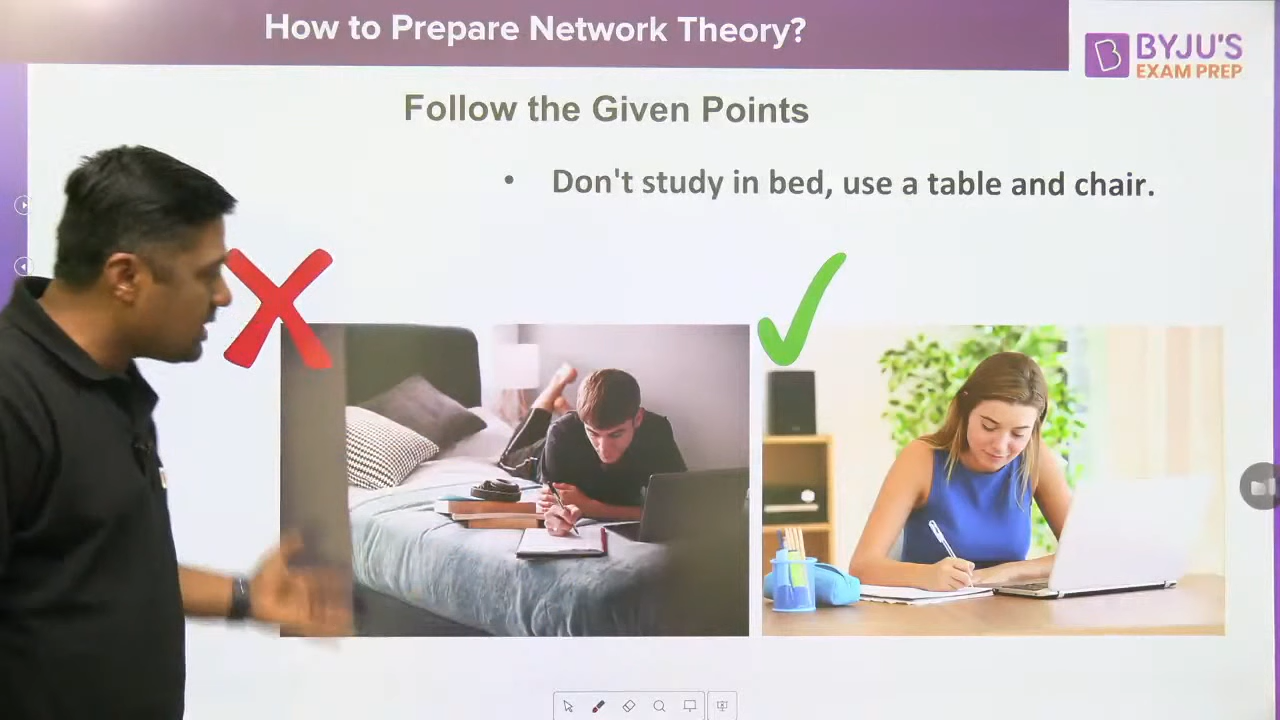 How to Prepare Network Theory?
BYJU'S
EXAM PREP
Follow the Given Points
• Don't study in bed, use a table and chair.